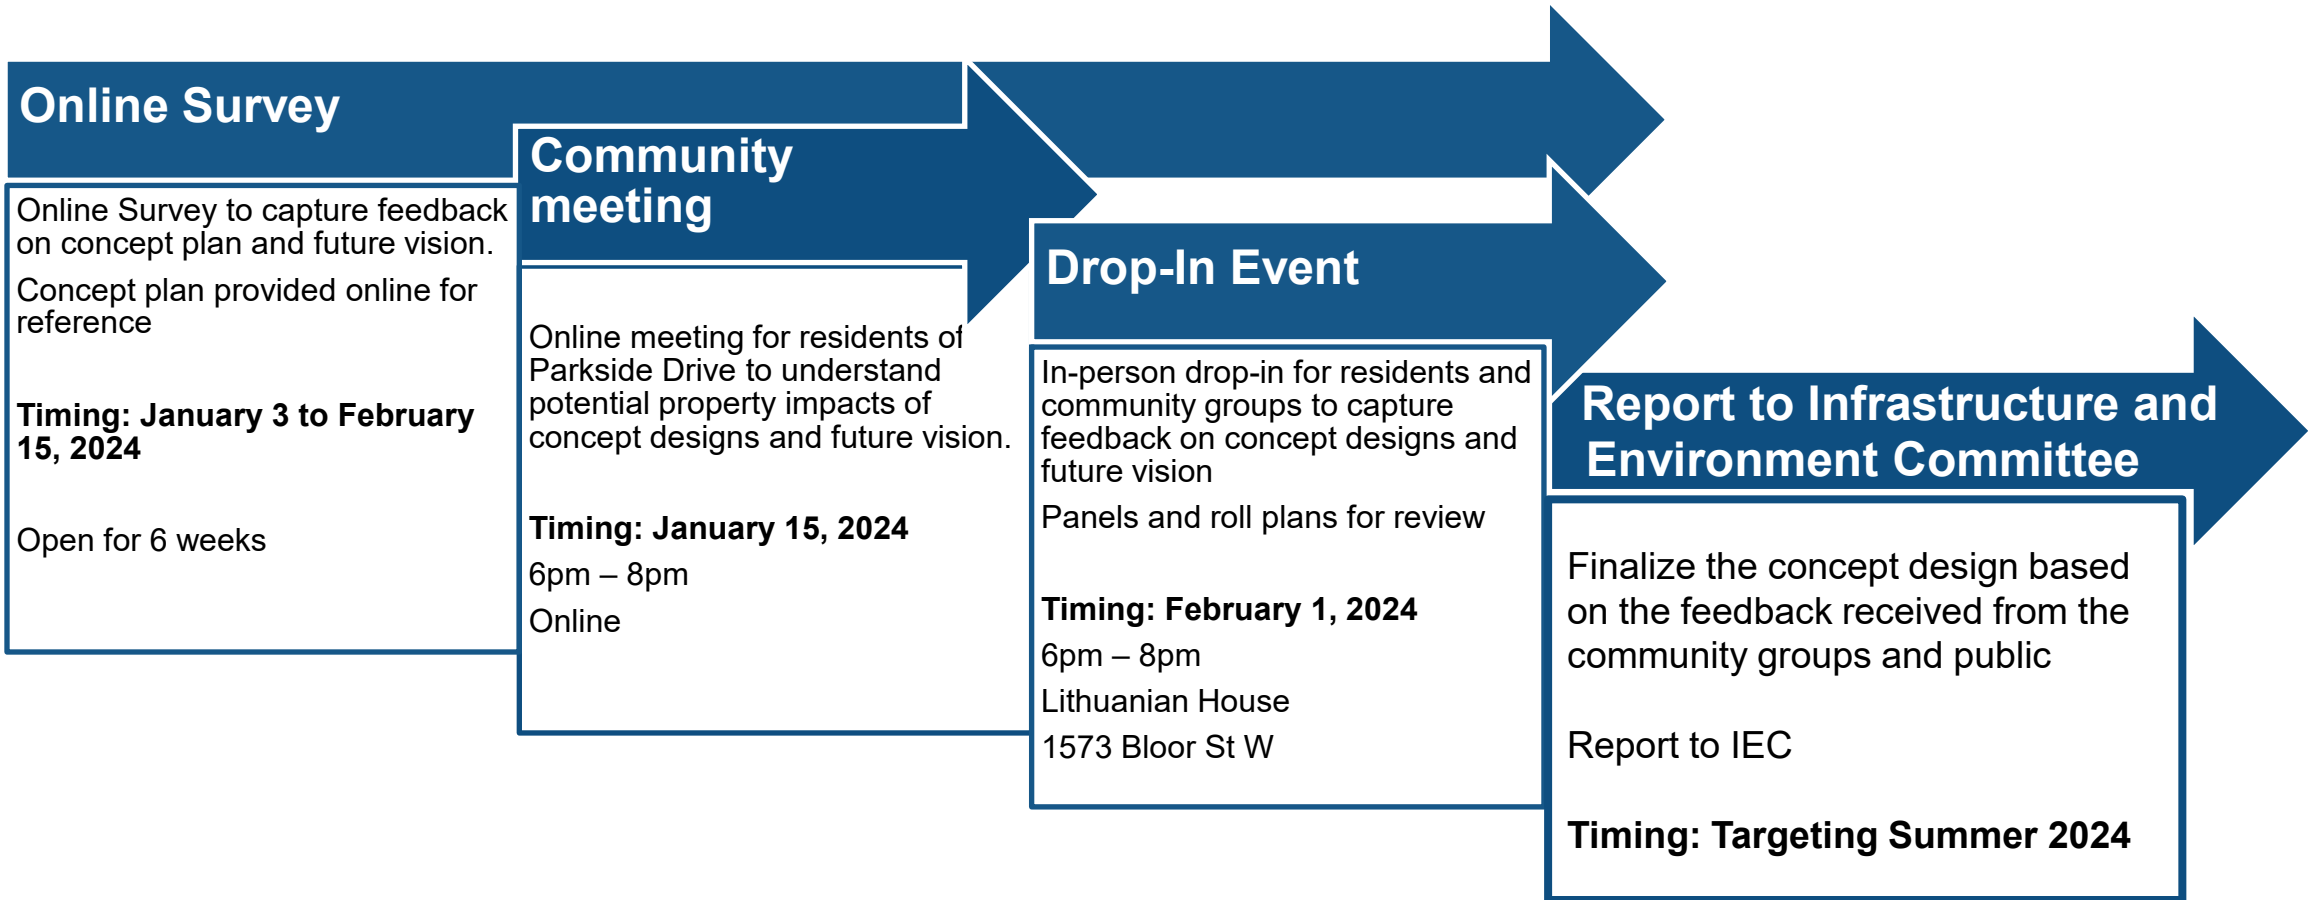 Online Survey
Online Survey to capture feedback
on concept plan and future vision.
Concept plan provided online for
reference
Timing: January 3 to February
15, 2024
Open for 6 weeks
Community
meeting
Online meeting for residents of
Parkside Drive to understand
potential property impacts of
concept designs and future vision.
Timing: January 15, 2024
6pm – 8pm
Online
Drop-In Event
In-person drop-in for residents and
community groups to capture
feedback on concept designs and
future vision
Panels and roll plans for review
Timing: February 1, 2024
6pm – 8pm
Lithuanian House
1573 Bloor St W
Report to Infrastructure and
Environment Committee
Finalize the concept design based
on the feedback received from the
community groups and public
Report to IEC
Timing: Targeting Summer 2024